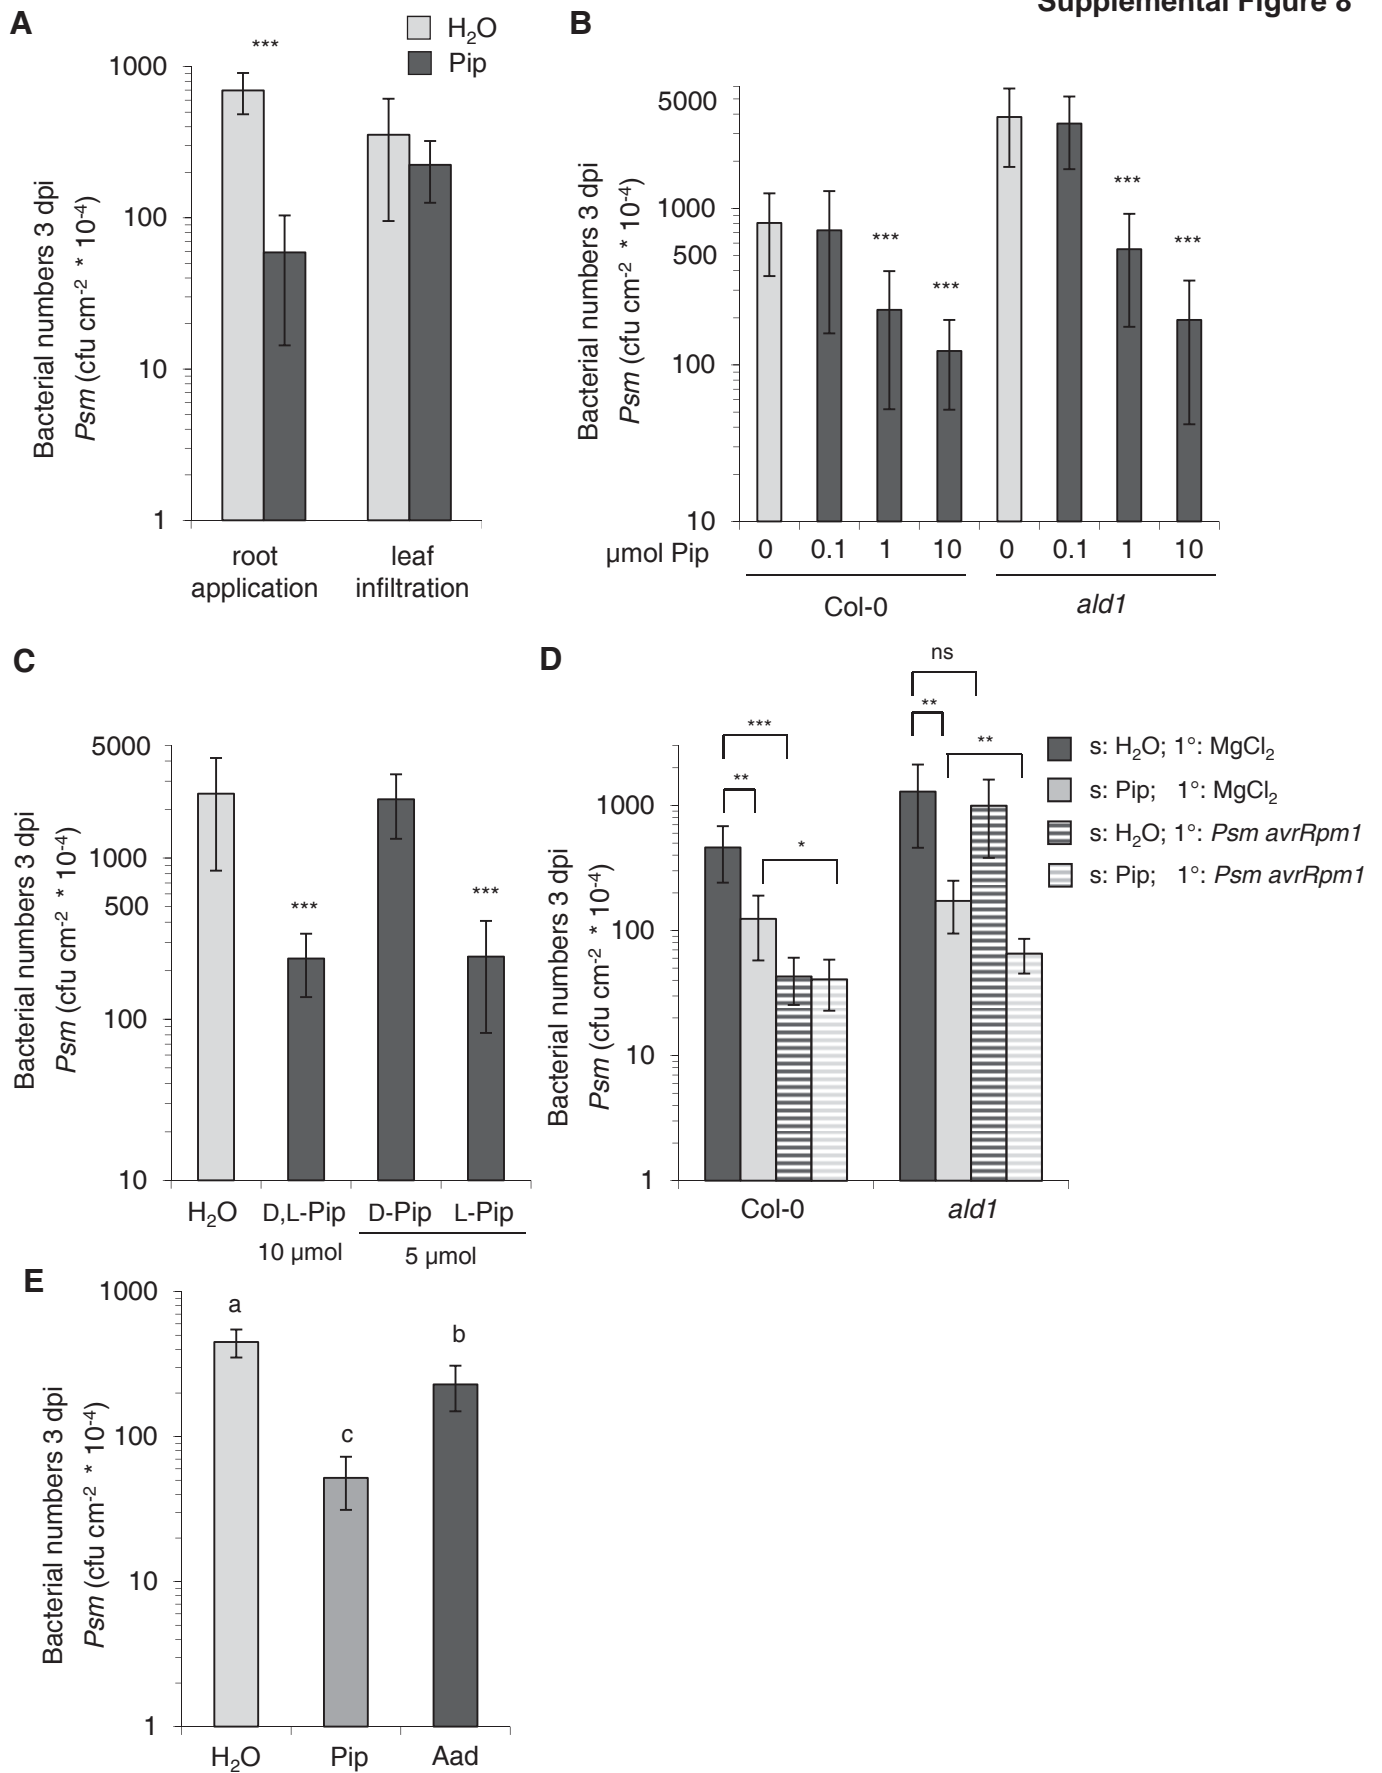 Supplemental Figure 8
A
H2O
Pip
***
1000
100
10
1
Bacterial numbers 3 dpi
Psm (cfu cm-2 * 10-4)
root
application
leaf
infiltration
B
5000
1000
500
100
10
Bacterial numbers 3 dpi
Psm (cfu cm-2 * 10-4)
*** *** *** ***
µmol Pip 0 0.1 1 10 0 0.1 1 10
Col-0 ald1
C
5000
1000
500
100
10
Bacterial numbers 3 dpi
Psm (cfu cm-2 * 10-4)
*** ***
H2O D,L-Pip D-Pip L-Pip
10 µmol 5 µmol
D
ns
**
**
***
**
*
1000
100
10
1
Bacterial numbers 3 dpi
Psm (cfu cm-2 * 10-4)
Col-0 ald1
s: H2O; 1°: MgCl2
s: Pip; 1°: MgCl2
s: H2O; 1°: Psm avrRpm1
s: Pip; 1°: Psm avrRpm1
E
1000
100
10
1
Bacterial numbers 3 dpi
Psm (cfu cm-2 * 10-4)
a
c
b
H2O Pip Aad